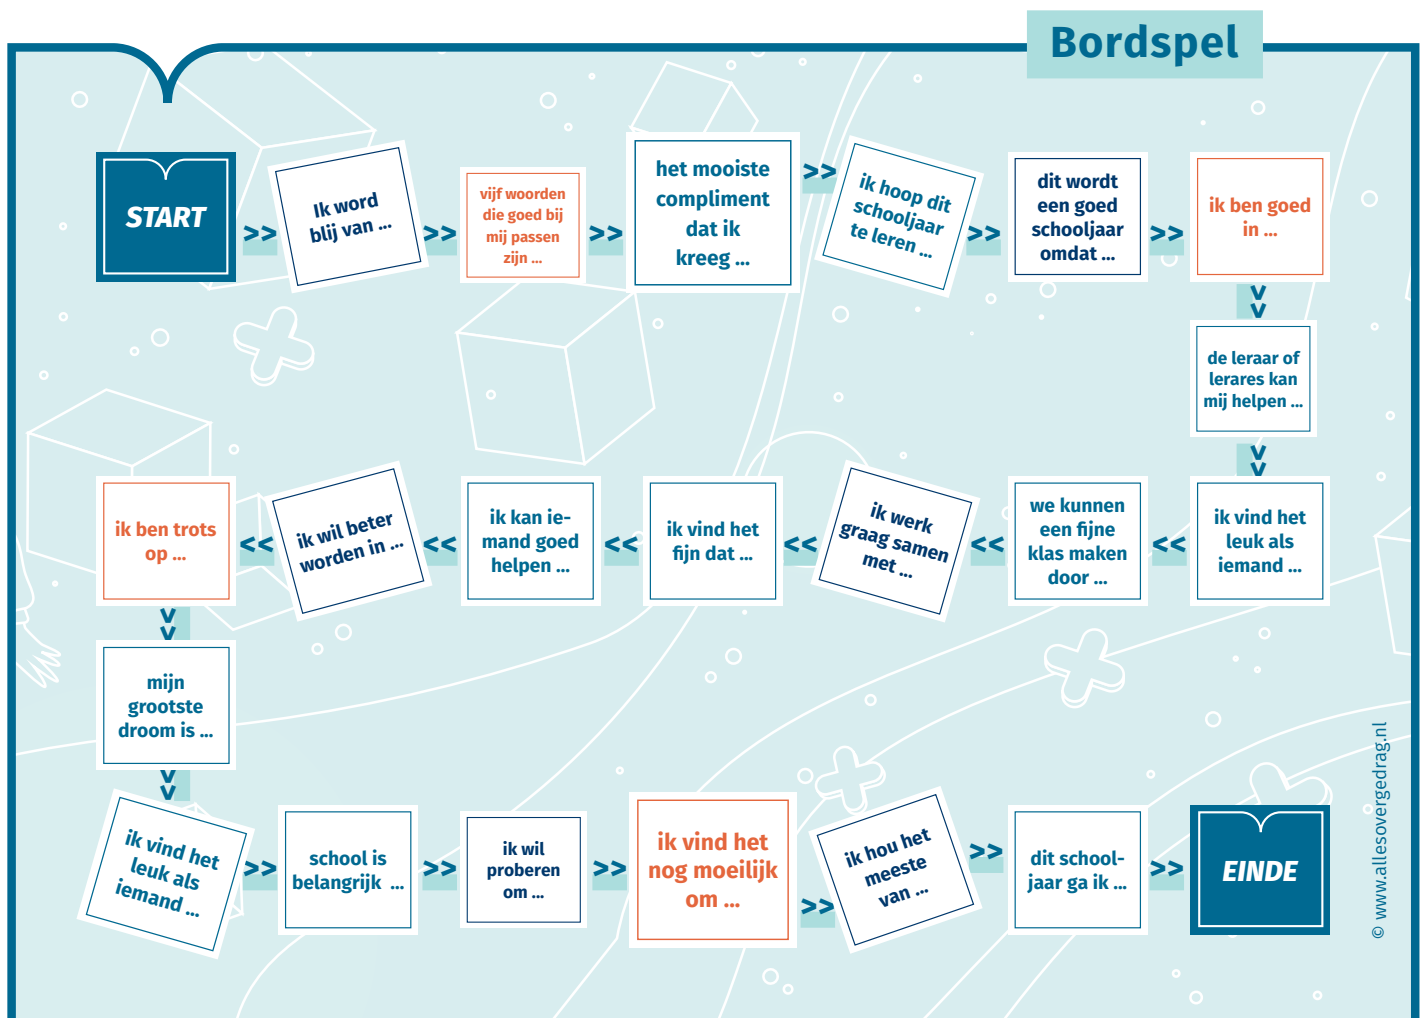 Bordspel
START
>>
Ik word
blij van ...
>>
vijf woorden
die goed bij
mij passen
zijn ...
>>
het mooiste
compliment
dat ik
kreeg ...
>>
ik hoop dit
schooljaar
te leren ...
>>
dit wordt
een goed
schooljaar
omdat ...
>>
ik ben goed
in ...
>>
de leraar of
lerares kan
mij helpen ...
>>
ik vind het
leuk als
iemand ...
<<
we kunnen
een fijne
klas maken
door ...
<<
ik werk
graag samen
met ...
<<
ik vind het
fijn dat ...
<<
ik kan ie-
mand goed
helpen ...
<<
ik wil beter
worden in ...
<<
ik ben trots
op ...
>>
mijn
grootste
droom is ...
>>
ik vind het
leuk als
iemand ...
>>
school is
belangrijk ...
>>
ik wil
proberen
om ...
>>
ik vind het
nog moeilijk
om ...
>>
ik hou het
meeste
van ...
>>
dit school-
jaar ga ik ...
>>
EINDE
© www.allesovergedrag.nl